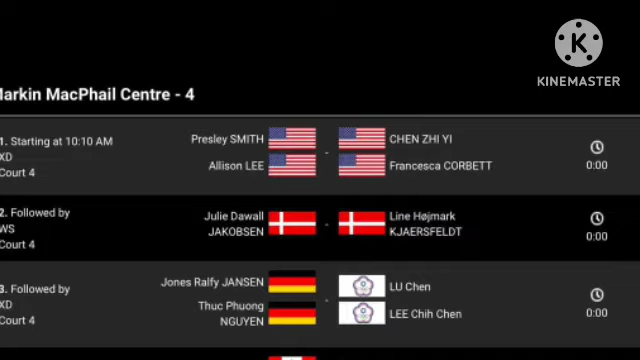 K
KINEMASTER
Markin MacPhail Centre - 4
1. Starting at 10:10 AM
XD
Court 4
Presley SMITH
Allison LEE
-
CHEN ZHI YI
Francesca CORBETT
0:00
2. Followed by
WS
Court 4
Julie Dawall
JAKOBSEN
-
Line Højmark
KJAERSFELDT
0:00
3. Followed by
XD
Court 4
Jones Ralfy JANSEN
Thuc Phuong
NGUYEN
-
LU Chen
LEE Chih Chen
0:00